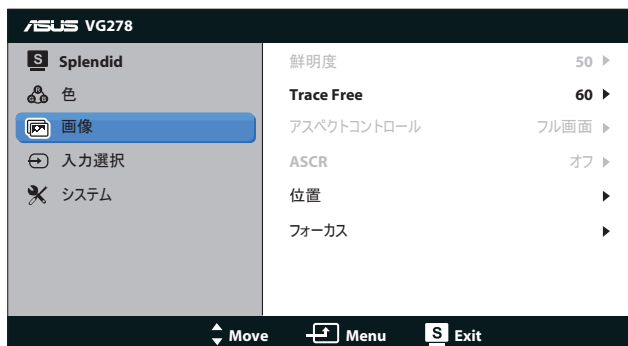 ASUS VG278
S Splendid
色
画像
入力選択
システム
鮮明度 50
Trace Free 60
アスペクトコントロール フル画面
ASCR オフ
位置
フォーカス
Move Menu S Exit